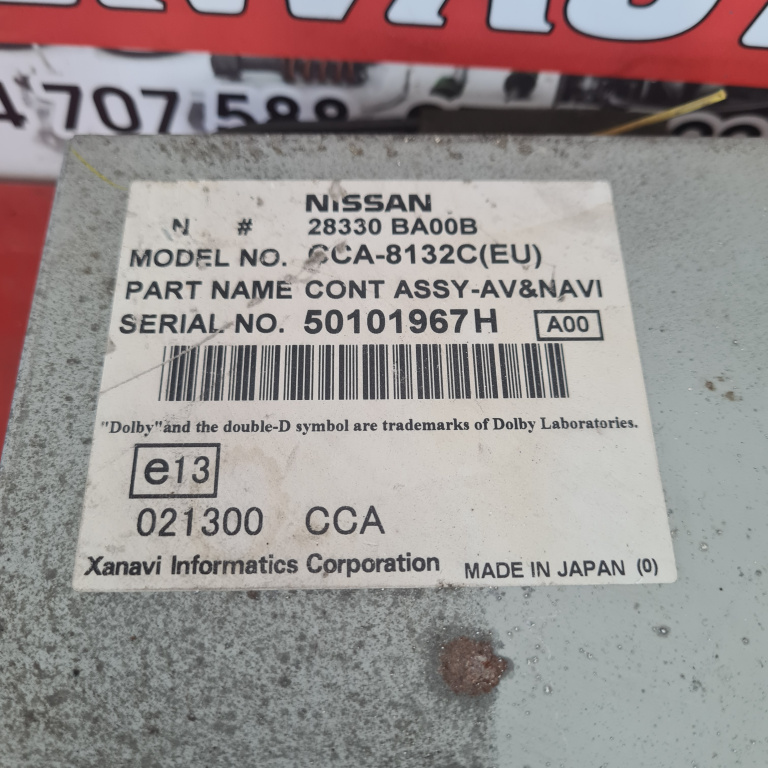 4 707 588
NISSAN
N # 28330 BA00B
MODEL NO. CCA-8132C(EU)
PART NAME CONT ASSY-AV&NAVI
SERIAL NO. 50101967H A00
"Dolby"and the double-D symbol are trademarks of Dolby Laboratories.
e13
021300 CCA
Xanavi Informatics Corporation MADE IN JAPAN (0)